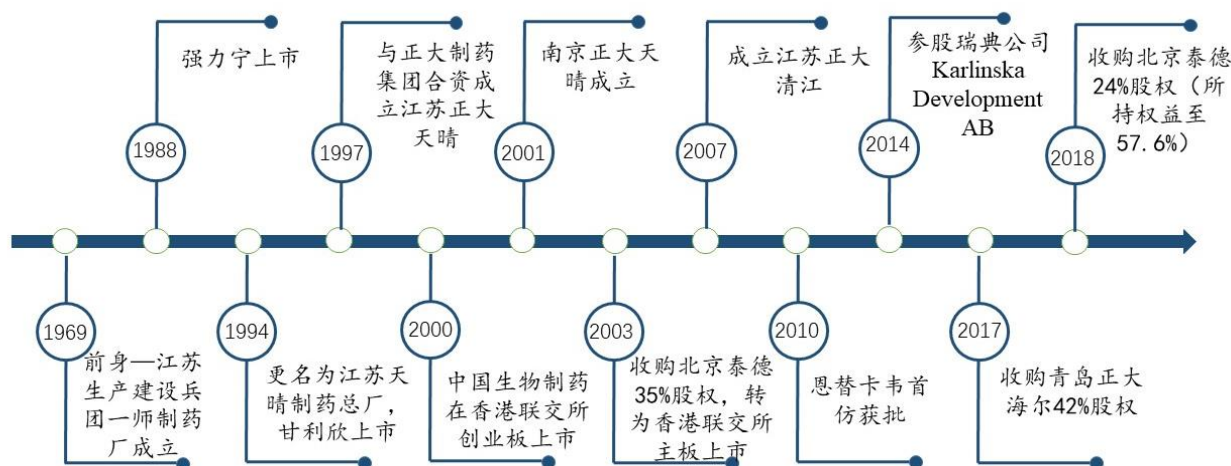 强力宁上市
1988
与正大制药
集团合资成
立江苏正大
天晴
1997
南京正大天
晴成立
2001
成立江苏正大
清江
2007
参股瑞典公司
Karlinska
Development
AB
2014
收购北京泰德
24%股权（所
持权益至
57.6%）
2018
1969
前身—江苏
生产建设兵
团一师制药
厂成立
1994
更名为江苏天
晴制药总厂，
甘利欣上市
2000
中国生物制药
在香港联交所
创业板上市
2003
收购北京泰德
35%股权，转
为香港联交所
主板上市
2010
恩替卡韦首
仿获批
2017
收购青岛正大
海尔42%股权